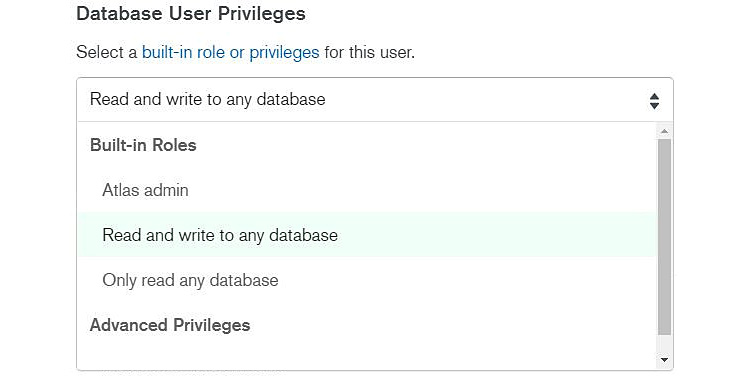 Database User Privileges
Select a built-in role or privileges for this user.
Read and write to any database
Built-in Roles
Atlas admin
Read and write to any database
Only read any database
Advanced Privileges